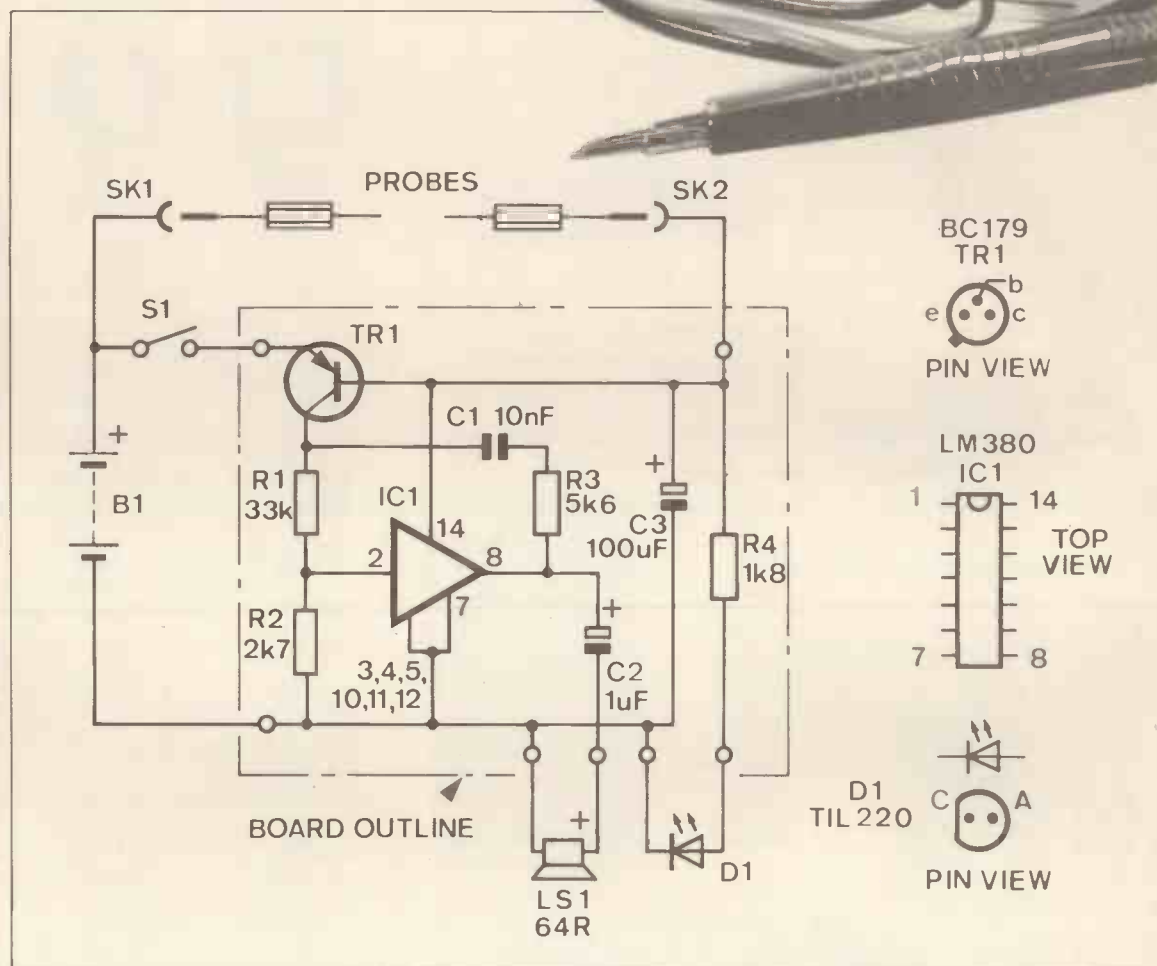 SK1
PROBES
SK2
S1
TR1
B1
+
C1 10nF
R1
33k
IC1
R3
5k6
14
2
8
7
+
C3
100uF
R4
1k8
R2
2k7
3,4,5,
10,11,12
+
C2
1uF
BOARD OUTLINE
+
LS1
64R
D1
BC179
TR1
b
e
c
PIN VIEW
LM380
IC1
1
14
TOP
VIEW
7
8
D1
TIL220
C
A
PIN VIEW